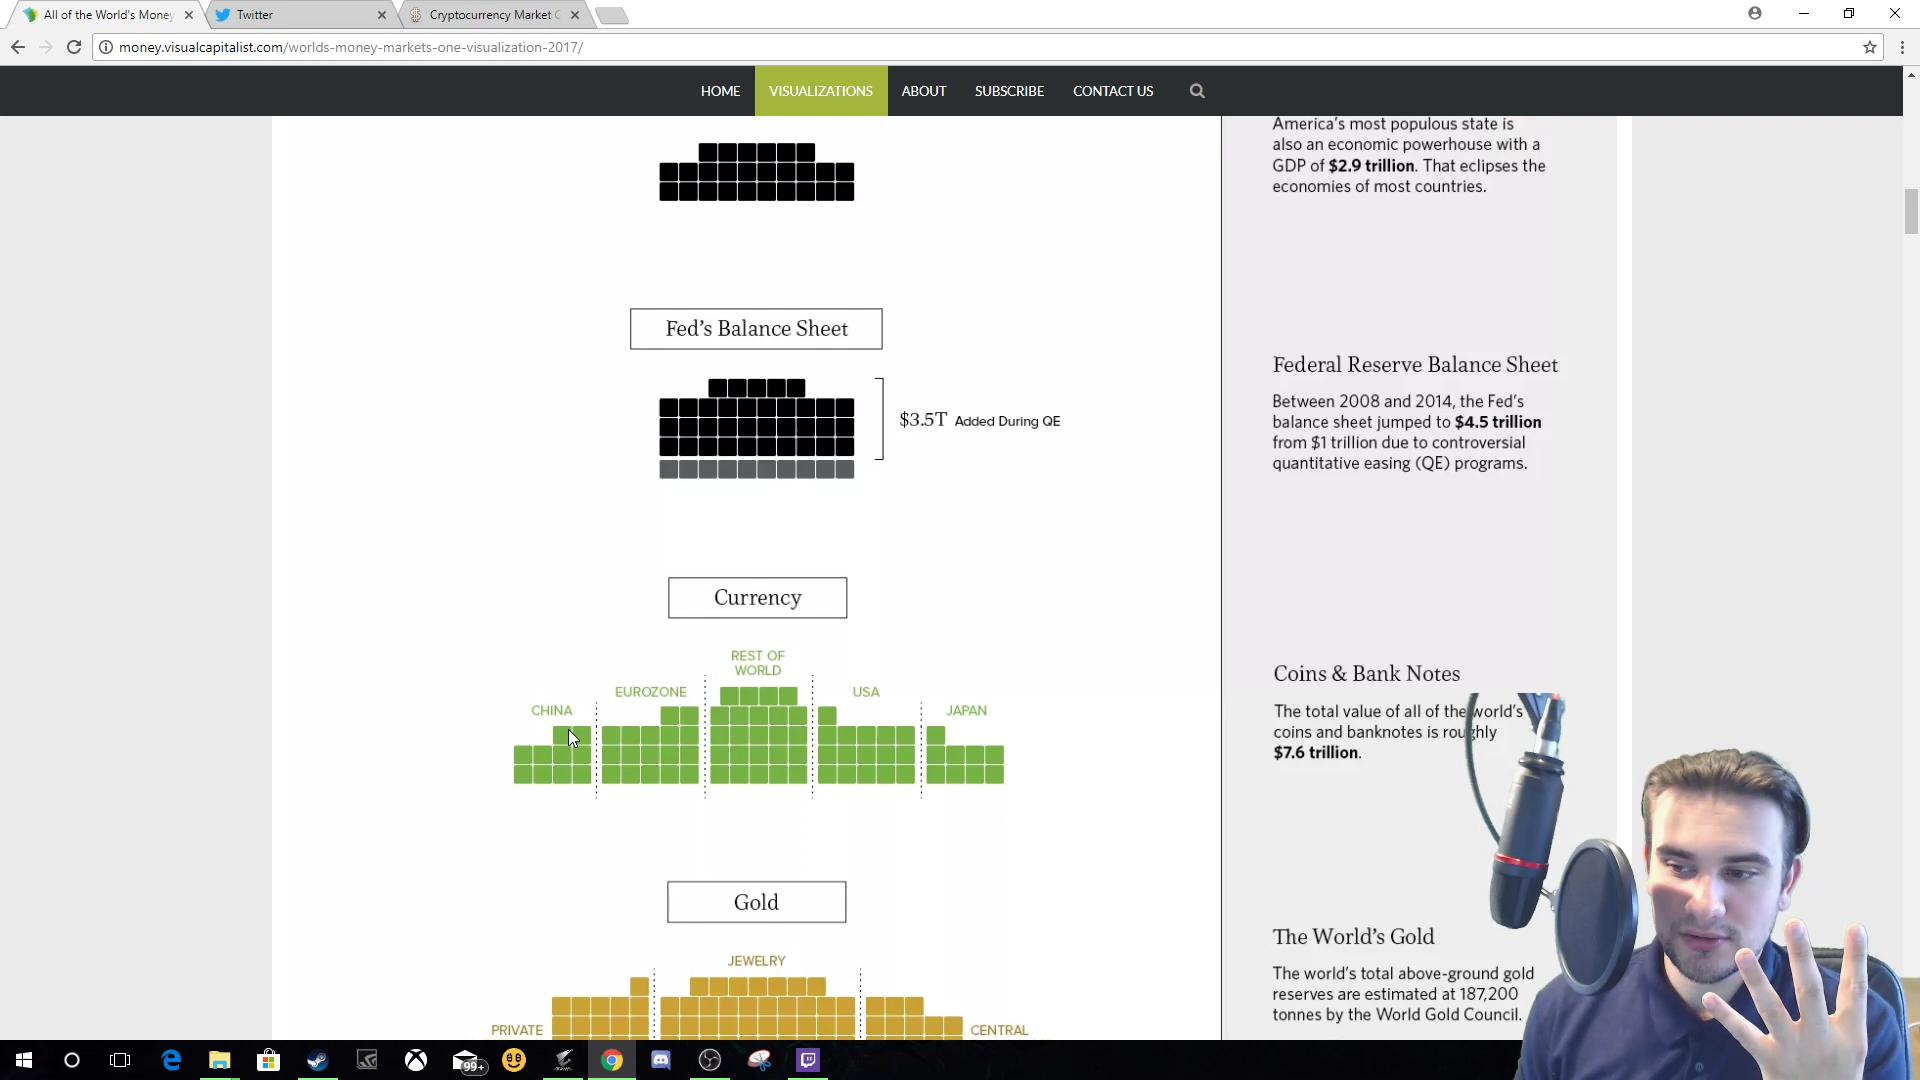 All of the World's Money
Twitter
Cryptocurrency Market C
money.visualcapitalist.com/worlds-money-markets-one-visualization-2017/
HOME
VISUALIZATIONS
ABOUT
SUBSCRIBE
CONTACT US
America's most populous state is
also an economic powerhouse with a
GDP of $2.9 trillion. That eclipses the
economies of most countries.
Fed's Balance Sheet
$3.5T Added During QE
Federal Reserve Balance Sheet
Between 2008 and 2014, the Fed's
balance sheet jumped to $4.5 trillion
from $1 trillion due to controversial
quantitative easing (QE) programs.
Currency
CHINA
EUROZONE
REST OF
WORLD
USA
JAPAN
Coins & Bank Notes
The total value of all of the world's
coins and banknotes is roughly
$7.6 trillion.
Gold
JEWELRY
PRIVATE
CENTRAL
The World's Gold
The world's total above-ground gold
reserves are estimated at 187,200
tonnes by the World Gold Council.
99+